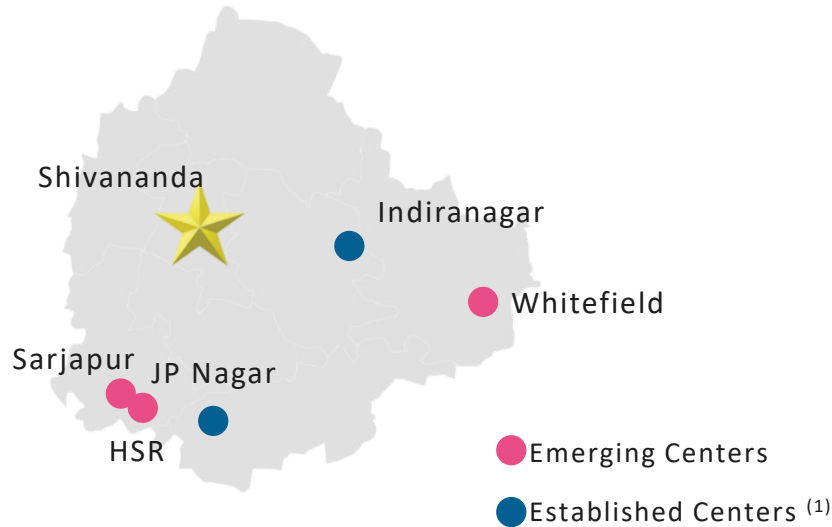 Shivananda
Indiranagar
Whitefield
Sarjapur
JP Nagar
HSR
Emerging Centers
Established Centers (1)